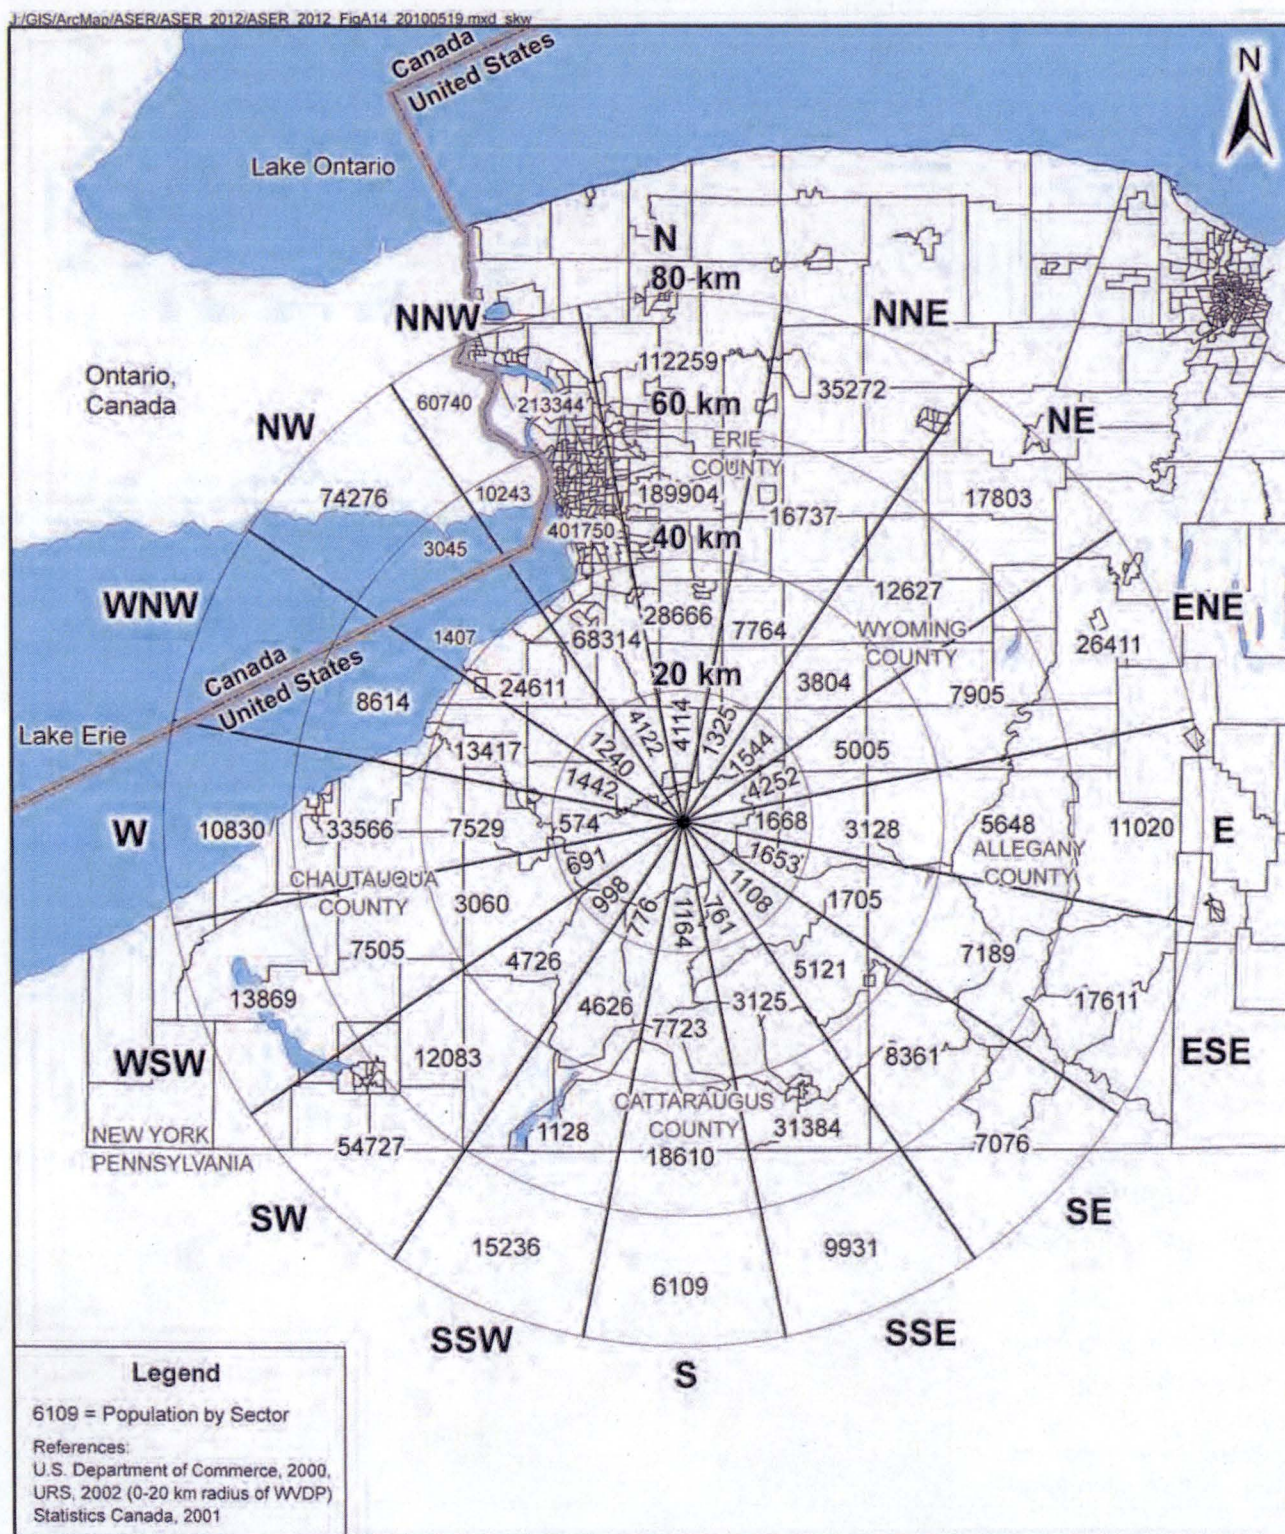 J:/GIS/ArcMap/ASER/ASER_2012/ASER_2012_FigA14_20100519.mxd_skw
Canada
United States
N
Lake Ontario
N
80 km
NNW
NNE
112259
Ontario,
Canada
60740
213344
60 km
35272
NW
NE
ERIE
COUNTY
74276
10243
189904
16737
17803
3045
401750
40 km
WNW
12627
ENE
1407
68314
28666
7764
WYOMING
COUNTY
26411
Canada
United States
8614
24611
20 km
3804
7905
Lake Erie
13417
1240
4122
4114
1325
1544
5005
1442
4252
W
10830
33566
7529
574
1668
3128
5648
11020
E
691
1653
ALLEGANY
COUNTY
CHAUTAUQUA
COUNTY
3060
998
776
1164
761
1108
1705
7505
4726
5121
7189
13869
4626
7723
3125
17611
WSW
12083
8361
ESE
CATTARAUGUS
COUNTY
NEW YORK
PENNSYLVANIA
54727
1128
18610
31384
7076
SW
SE
15236
6109
9931
SSW
S
SSE
Legend
6109 = Population by Sector
References:
U.S. Department of Commerce, 2000,
URS, 2002 (0-20 km radius of WVDP)
Statistics Canada, 2001